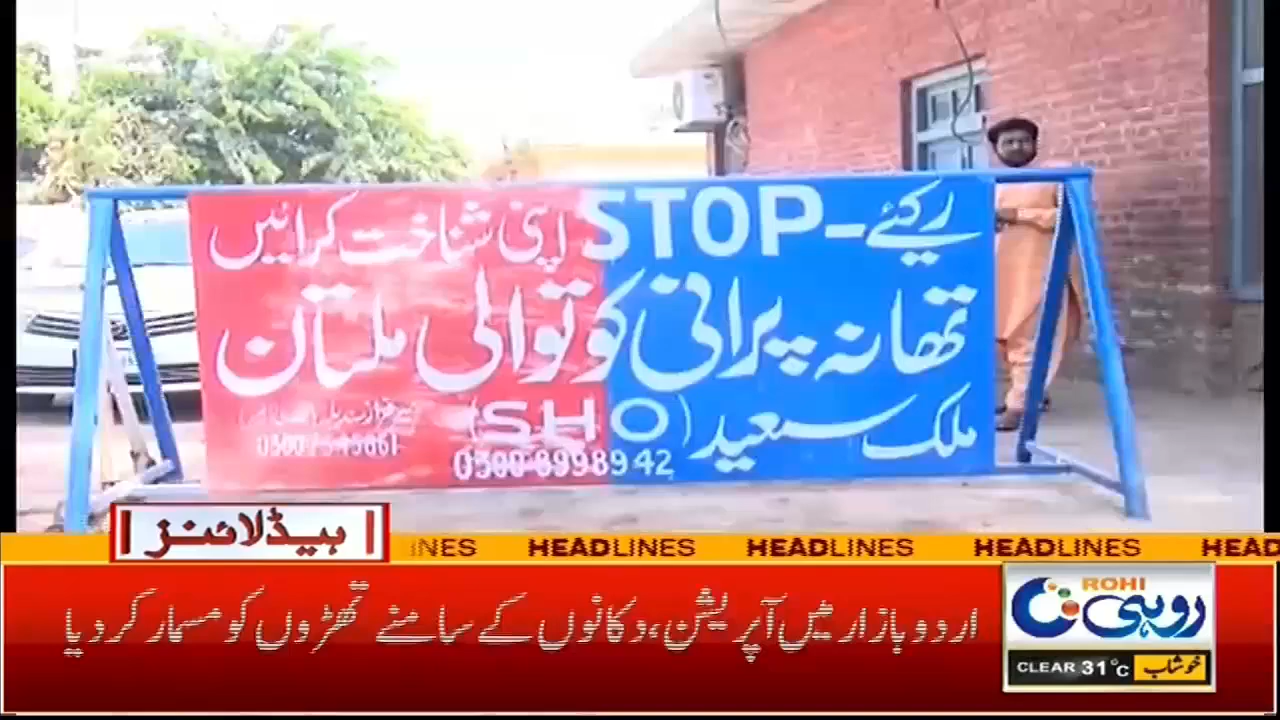 رکیئے - STOP اپنی شناخت کرائیں
تھانہ پرانی کوتوالی ملتان
ملک سعید (SHO)
0300-8998942
ہیڈلائنز
INES HEADLINES HEADLINES HEADLINES HEAD
اردو بازار میں آپریشن، دکانوں کے سامنے تھڑوں کو مسمار کر دیا
ROHI
روہی
CLEAR 31°C خوشاب